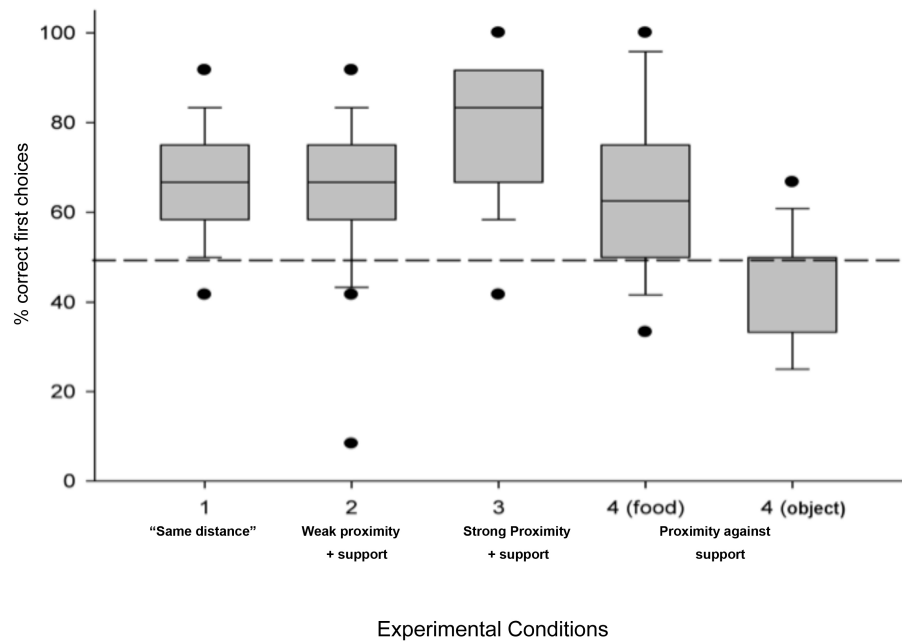 100
80
60
40
20
0
% correct first choices
1 2 3 4 (food) 4 (object)
“Same distance” Weak proximity Strong Proximity Proximity against
+ support + support support
Experimental Conditions